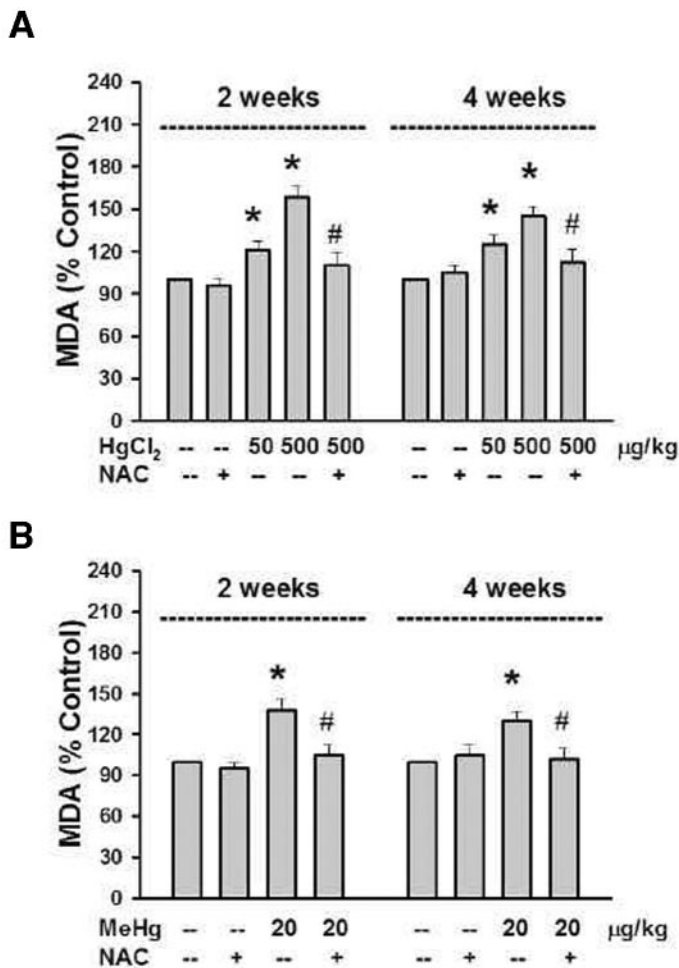 A
240
2 weeks 4 weeks
210
180
* *
150
* # * #
120
90
60
30
0
MDA (% Control)
HgCl₂ -- -- 50 500 500 -- -- 50 500 500 μg/kg
NAC -- + -- -- + -- + -- -- +
B
240
2 weeks 4 weeks
210
180
* *
150
# #
120
90
60
30
0
MDA (% Control)
MeHg -- -- 20 20 -- -- 20 20 μg/kg
NAC -- + -- + -- + -- +